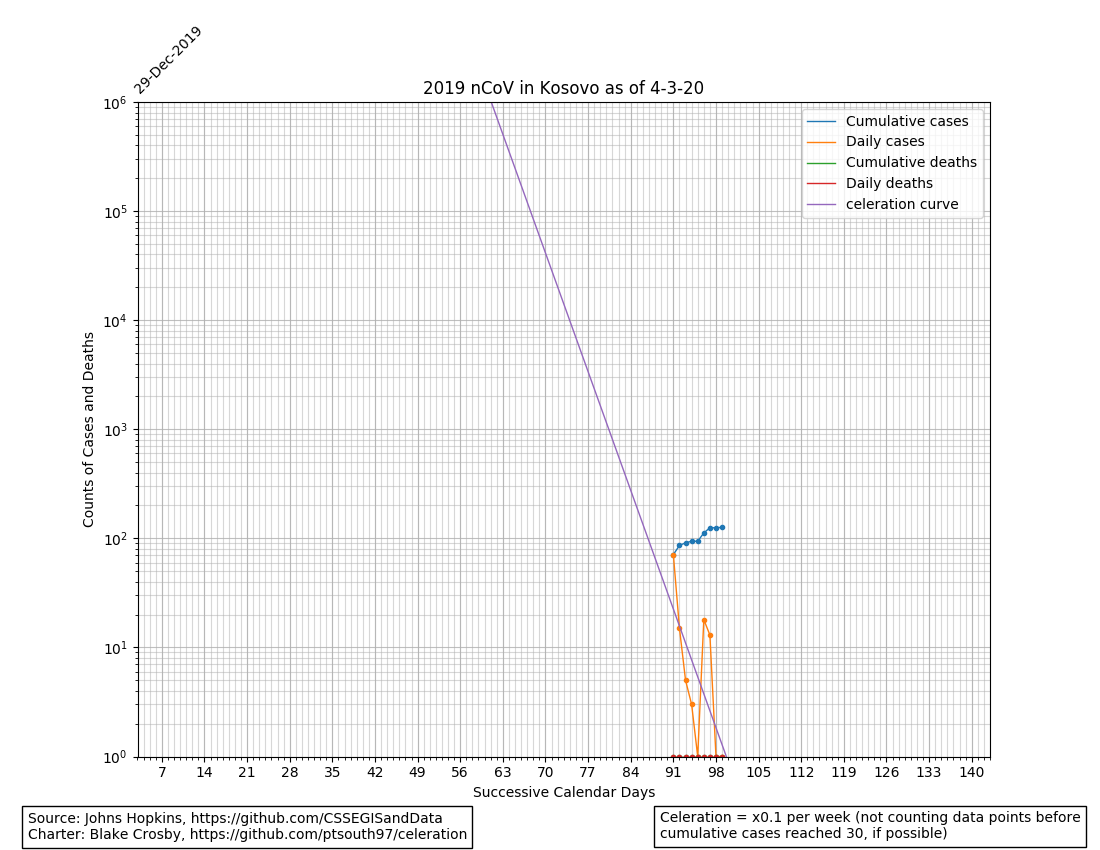 29-Dec-2019
2019 nCoV in Kosovo as of 4-3-20
Cumulative cases
Daily cases
Cumulative deaths
Daily deaths
celeration curve
Counts of Cases and Deaths
10^6
10^5
10^4
10^3
10^2
10^1
10^0
7 14 21 28 35 42 49 56 63 70 77 84 91 98 105 112 119 126 133 140
Successive Calendar Days
Source: Johns Hopkins, https://github.com/CSSEGISandData
Charter: Blake Crosby, https://github.com/ptsouth97/celeration
Celeration = x0.1 per week (not counting data points before
cumulative cases reached 30, if possible)